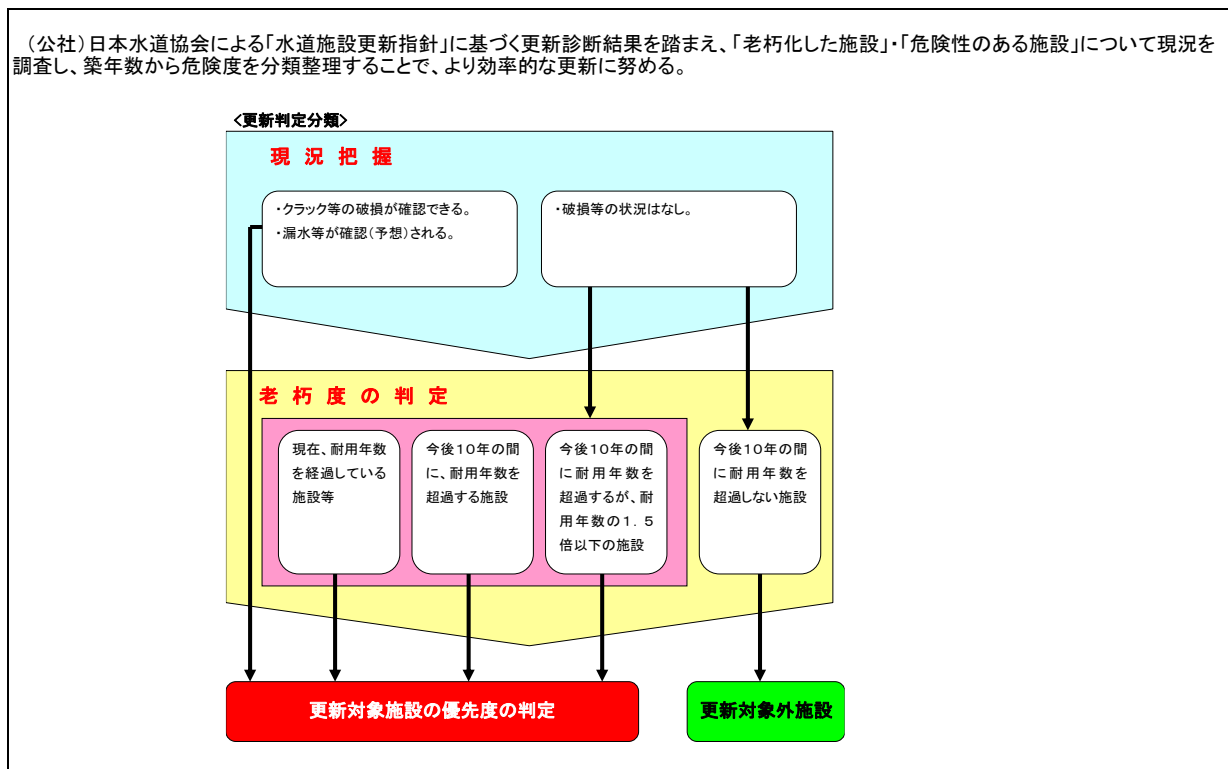 （公社）日本水道協会による「水道施設更新指針」に基づく更新診断結果を踏まえ、「老朽化した施設」・「危険性のある施設」について現況を
調査し、築年数から危険度を分類整理することで、より効率的な更新に努める。
<更新判定分類>
現況把握
・クラック等の破損が確認できる。
・漏水等が確認（予想）される。
・破損等の状況はなし。
老朽度の判定
現在、耐用年数
を経過している
施設等
今後１０年の間
に、耐用年数を
超過する施設
今後１０年の間
に耐用年数を
超過するが、耐
用年数の１．５
倍以下の施設
今後１０年の間
に耐用年数を
超過しない施設
更新対象施設の優先度の判定
更新対象外施設